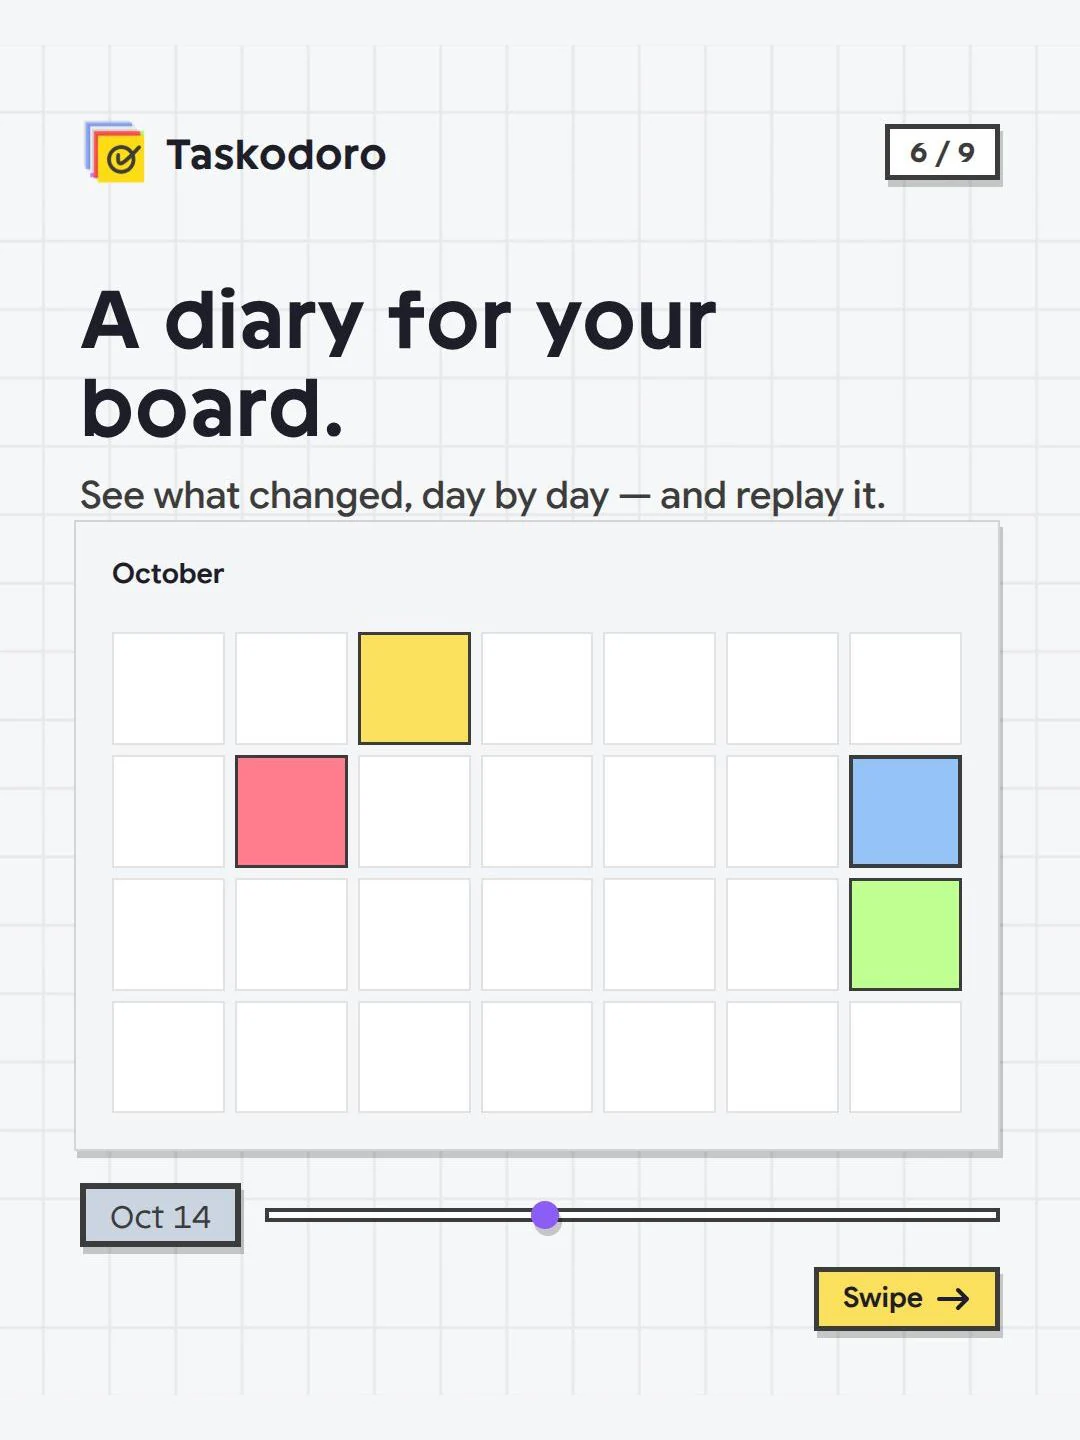 Taskodoro
6 / 9
A diary for your
board.
See what changed, day by day — and replay it.
October
Oct 14
Swipe →